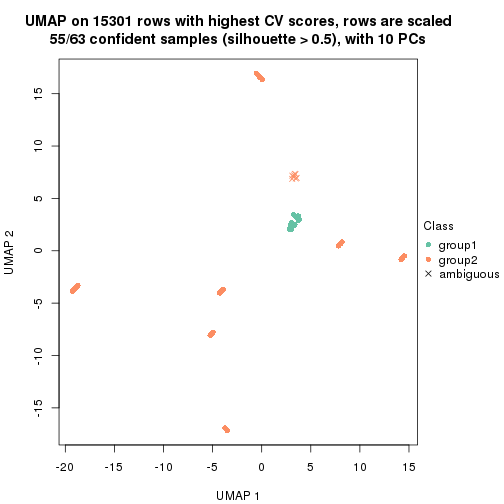 UMAP on 15301 rows with highest CV scores, rows are scaled
55/63 confident samples (silhouette > 0.5), with 10 PCs
15
10
5
0
-5
-10
-15
UMAP 2
-20
-15
-10
-5
0
5
10
15
UMAP 1
Class
group1
group2
ambiguous